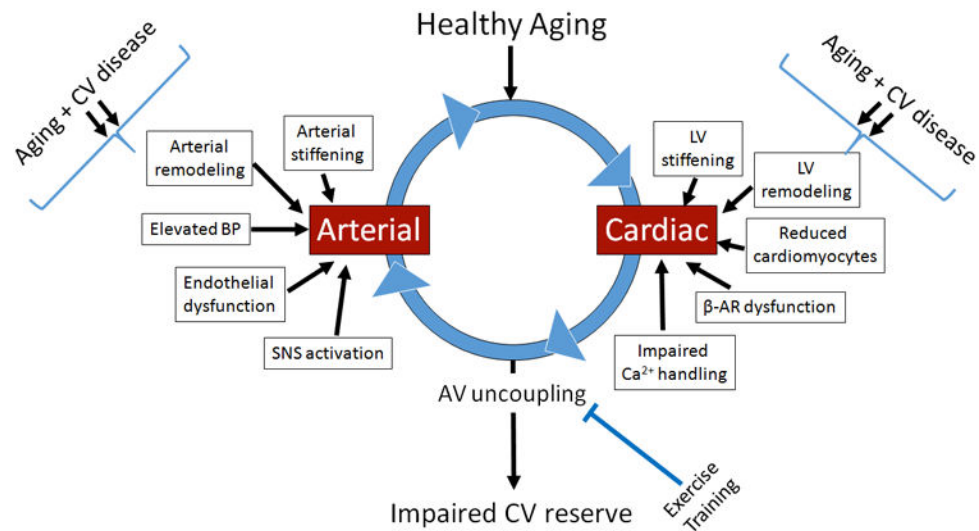 Healthy Aging
Aging + CV disease
Aging + CV disease
Arterial
stiffening
Arterial
remodeling
Elevated BP
Endothelial
dysfunction
SNS activation
Arterial
LV
stiffening
LV
remodeling
Reduced
cardiomyocytes
β-AR dysfunction
Impaired
Ca²⁺ handling
Cardiac
AV uncoupling
Exercise
Training
Impaired CV reserve